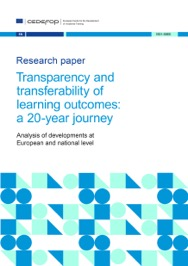 CEDEFOP
Research paper
Transparency and
transferability of
learning outcomes:
a 20-year journey
Analysis of developments at
European and national level